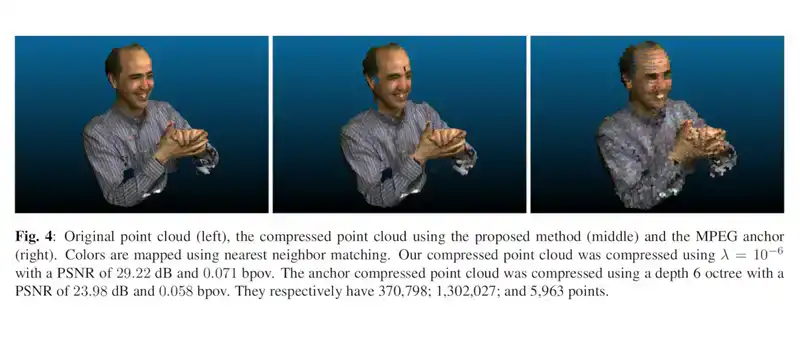 Fig. 4: Original point cloud (left), the compressed point cloud using the proposed method (middle) and the MPEG anchor
(right). Colors are mapped using nearest neighbor matching. Our compressed point cloud was compressed using λ = 10⁻⁶
with a PSNR of 29.22 dB and 0.071 bpov. The anchor compressed point cloud was compressed using a depth 6 octree with a
PSNR of 23.98 dB and 0.058 bpov. They respectively have 370,798; 1,302,027; and 5,963 points.